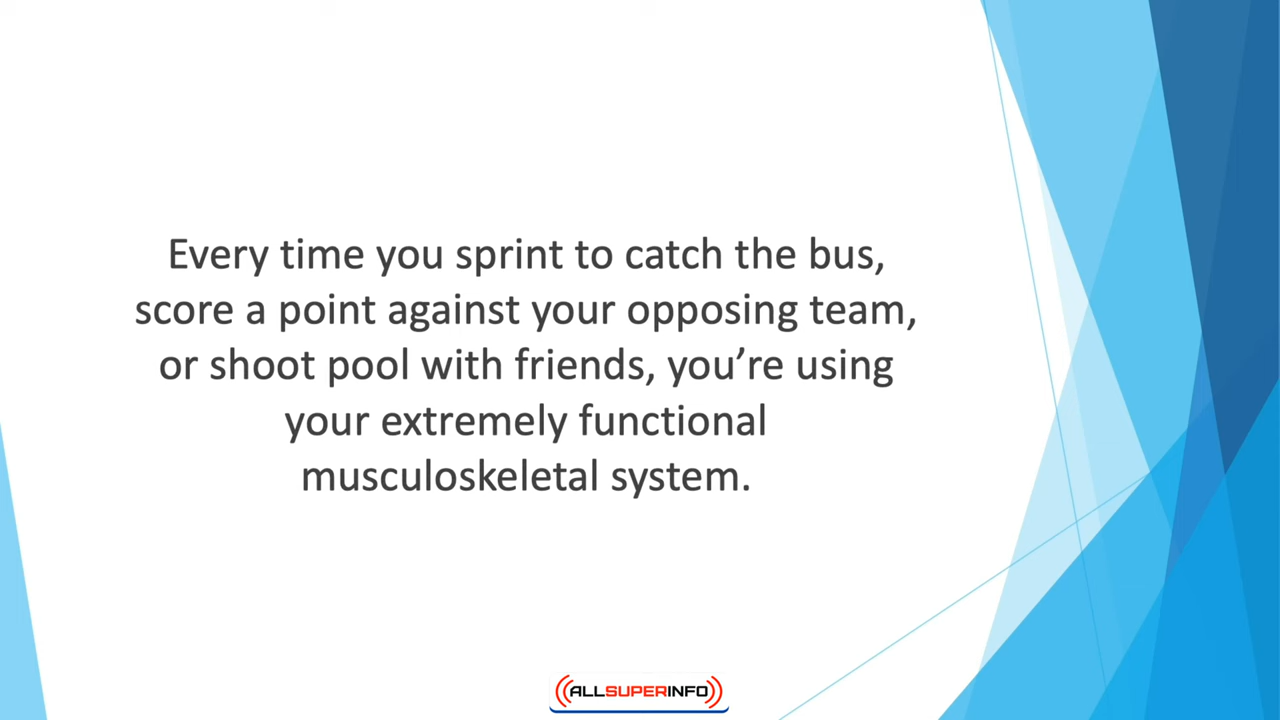 Every time you sprint to catch the bus,
score a point against your opposing team,
or shoot pool with friends, you’re using
your extremely functional
musculoskeletal system.
ALLSUPERINFO